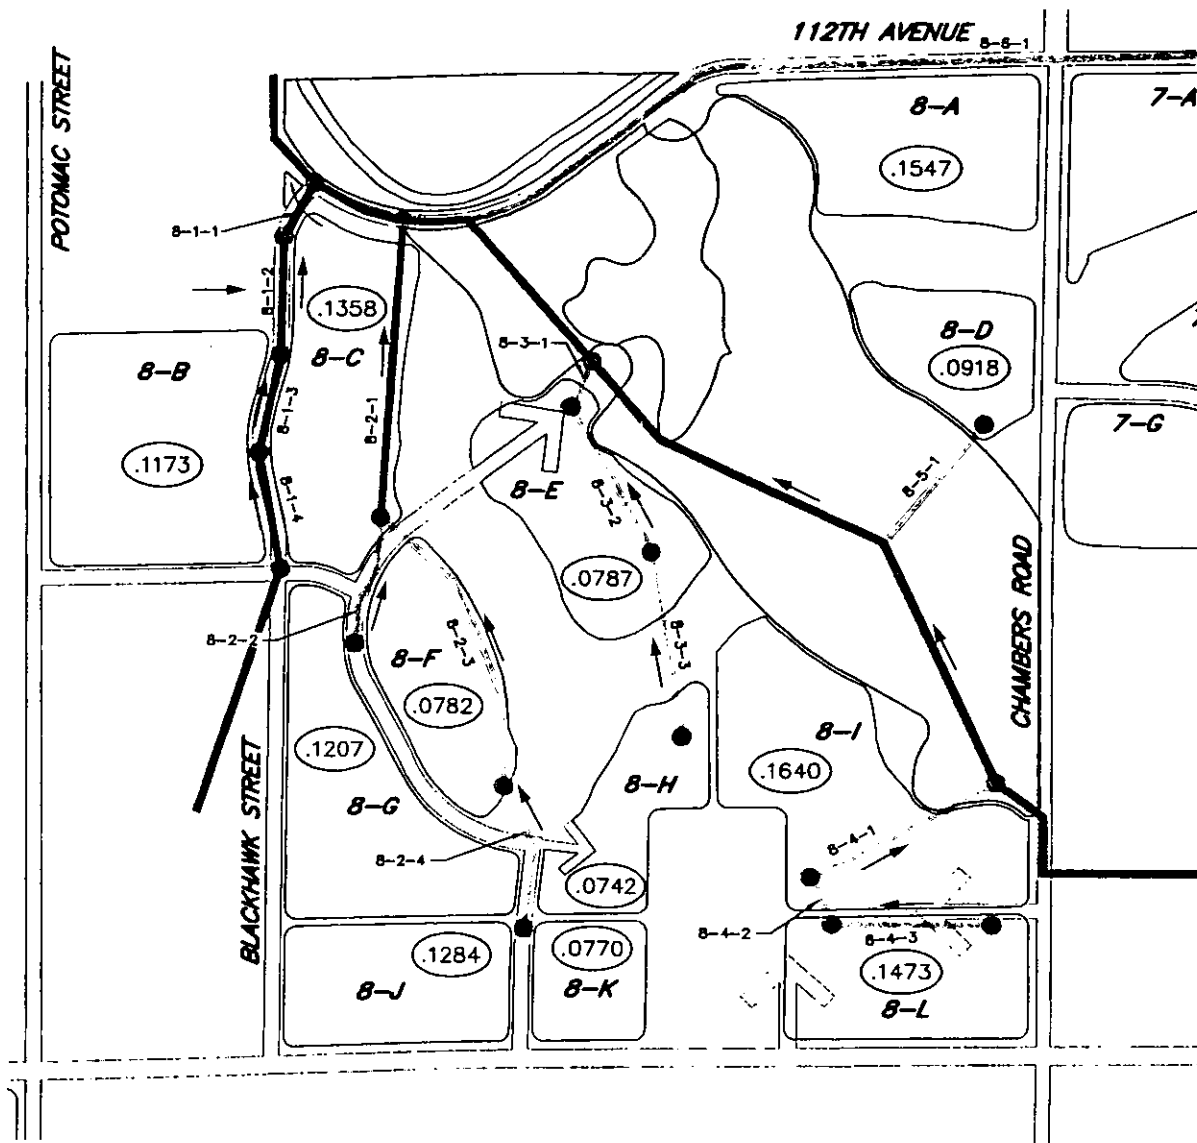 112TH AVENUE
8-6-1
POTOMAC STREET
8-A
7-A
.1547
8-1-1
8-1-2
.1358
8-C
8-B
8-3-1
8-D
.0918
8-1-3
8-2-1
7-G
.1173
8-1-4
8-E
8-3-2
8-5-1
.0787
CHAMBERS ROAD
8-2-2
8-F
8-2-3
8-3-3
.0782
.1207
8-G
BLACKHAWK STREET
8-H
8-I
.1640
8-4-1
8-2-4
.0742
8-4-2
8-4-3
.1284
.0770
.1473
8-J
8-K
8-L